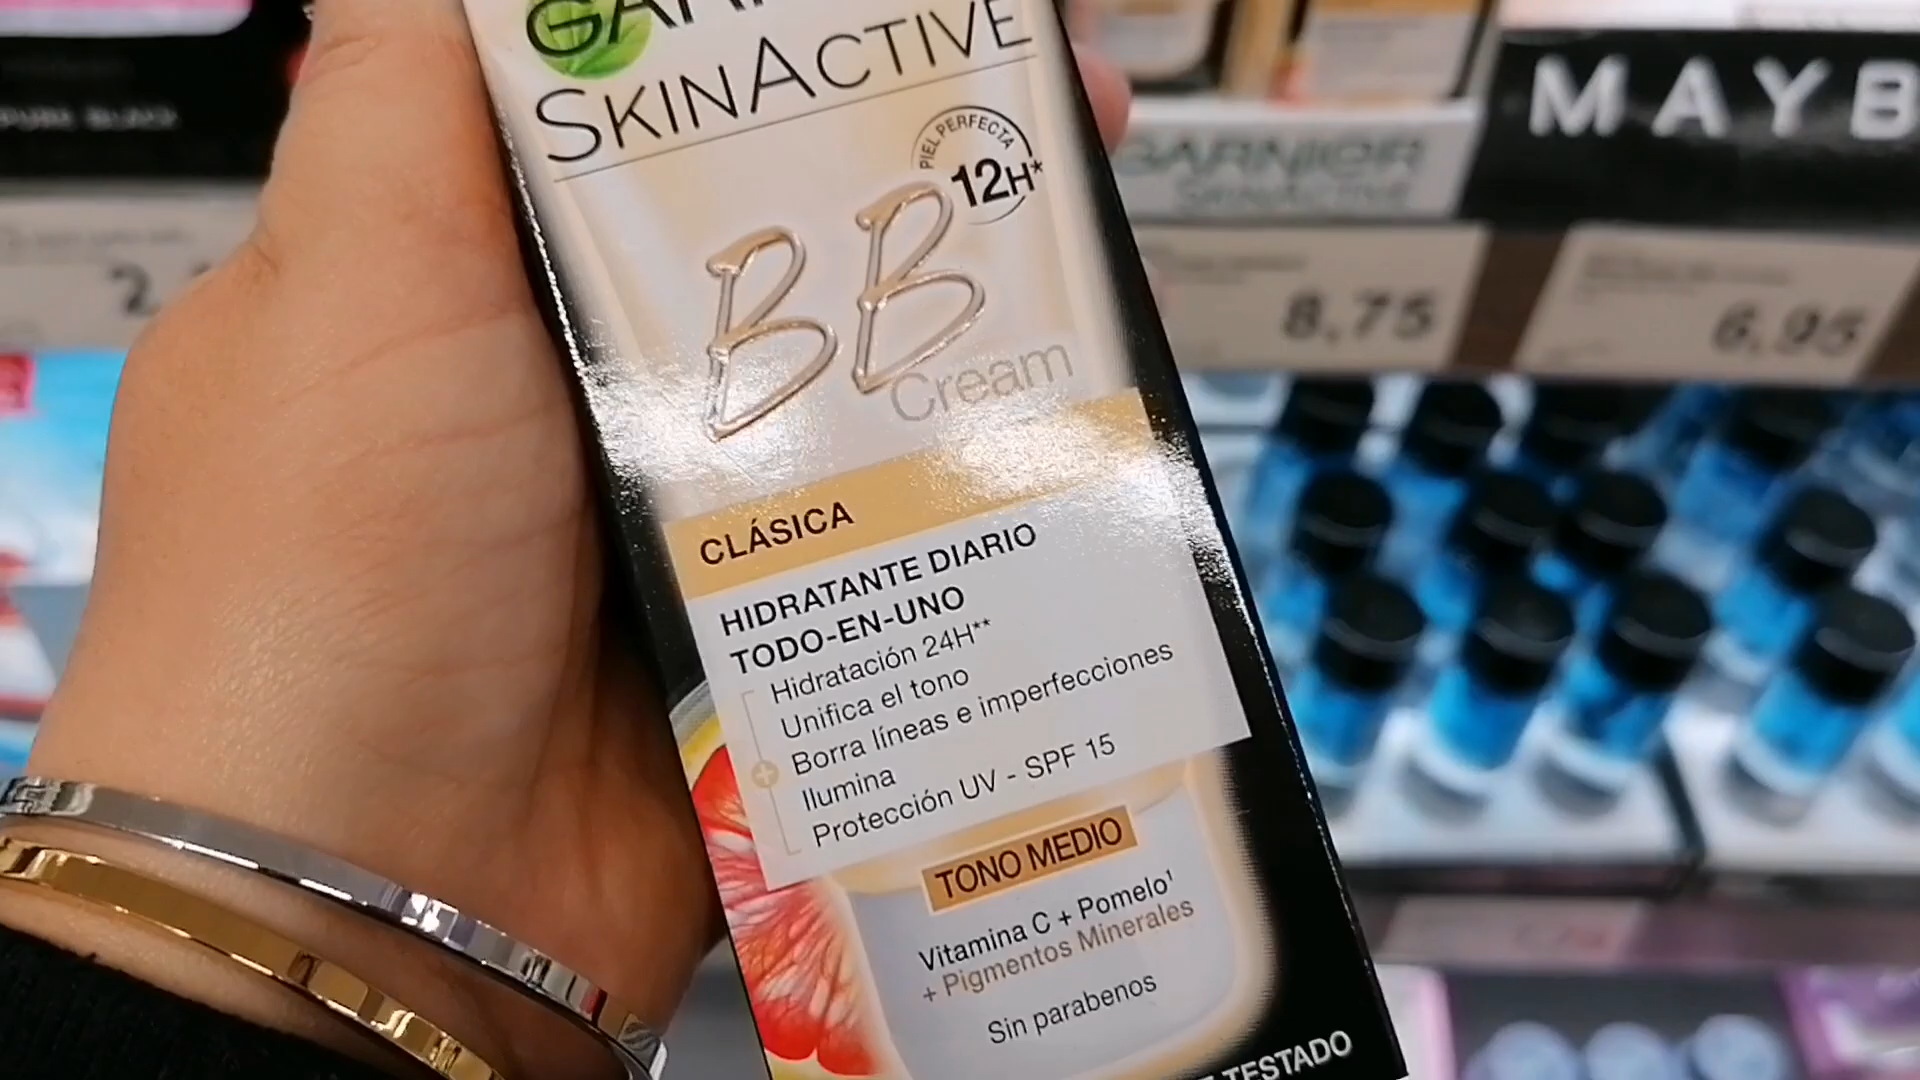 SKINACTIVE
PIEL PERFECTA
12H*
BB
Cream
CLÁSICA
HIDRATANTE DIARIO
TODO-EN-UNO
Hidratación 24H**
Unifica el tono
Borra líneas e imperfecciones
Ilumina
Protección UV - SPF 15
TONO MEDIO
Vitamina C + Pomelo¹
+ Pigmentos Minerales
Sin parabenos
TESTADO
MAYB
GARNIER
SKINACTIVE
8,75
6,95
PURE BLACK